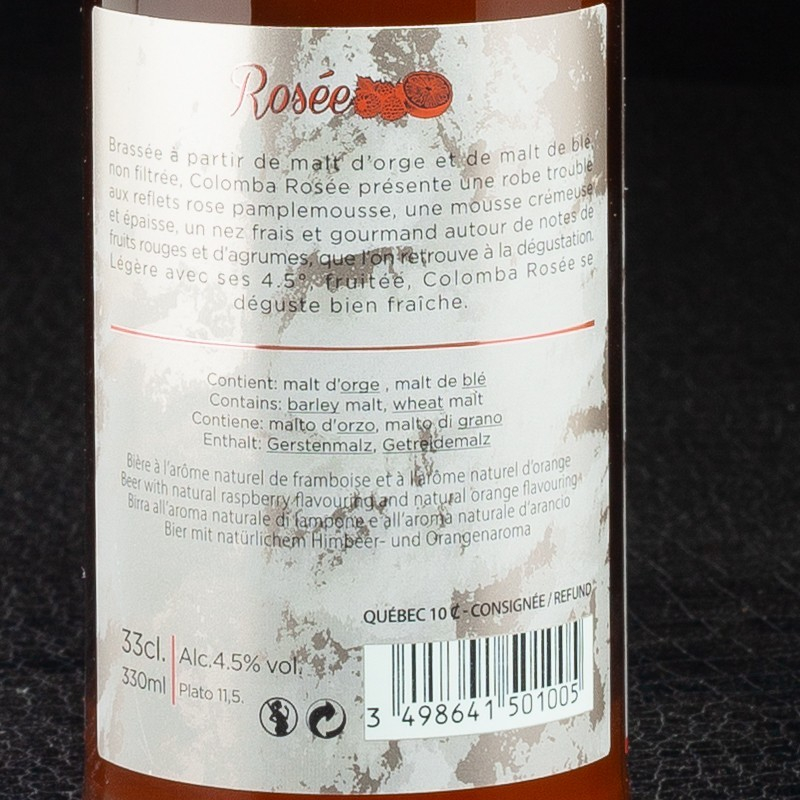 Rosée
Brassée à partir de malt d'orge et de malt de blé,
non filtrée, Colomba Rosée présente une robe trouble
aux reflets rose pamplemousse, une mousse crémeuse
et épaisse, un nez frais et gourmand autour de notes de
fruits rouges et d'agrumes, que l'on retrouve à la dégustation.
Légère avec ses 4.5°, fruitée, Colomba Rosée se
déguste bien fraîche.
Contient: malt d'orge , malt de blé
Contains: barley malt, wheat malt
Contiene: malto d'orzo, malto di grano
Enthalt: Gerstenmalz, Getreidemalz
Bière à l'arôme naturel de framboise et à l'arôme naturel d'orange
Beer with natural raspberry flavouring and natural orange flavouring
Birra all'aroma naturale di lampone e all'aroma naturale d'arancio
Bier mit natürlichem Himbeer- und Orangenaroma
QUÉBEC 10 ₵ - CONSIGNÉE / REFUND
33cl. Alc.4.5% vol.
330ml Plato 11,5.
3 498641 501005